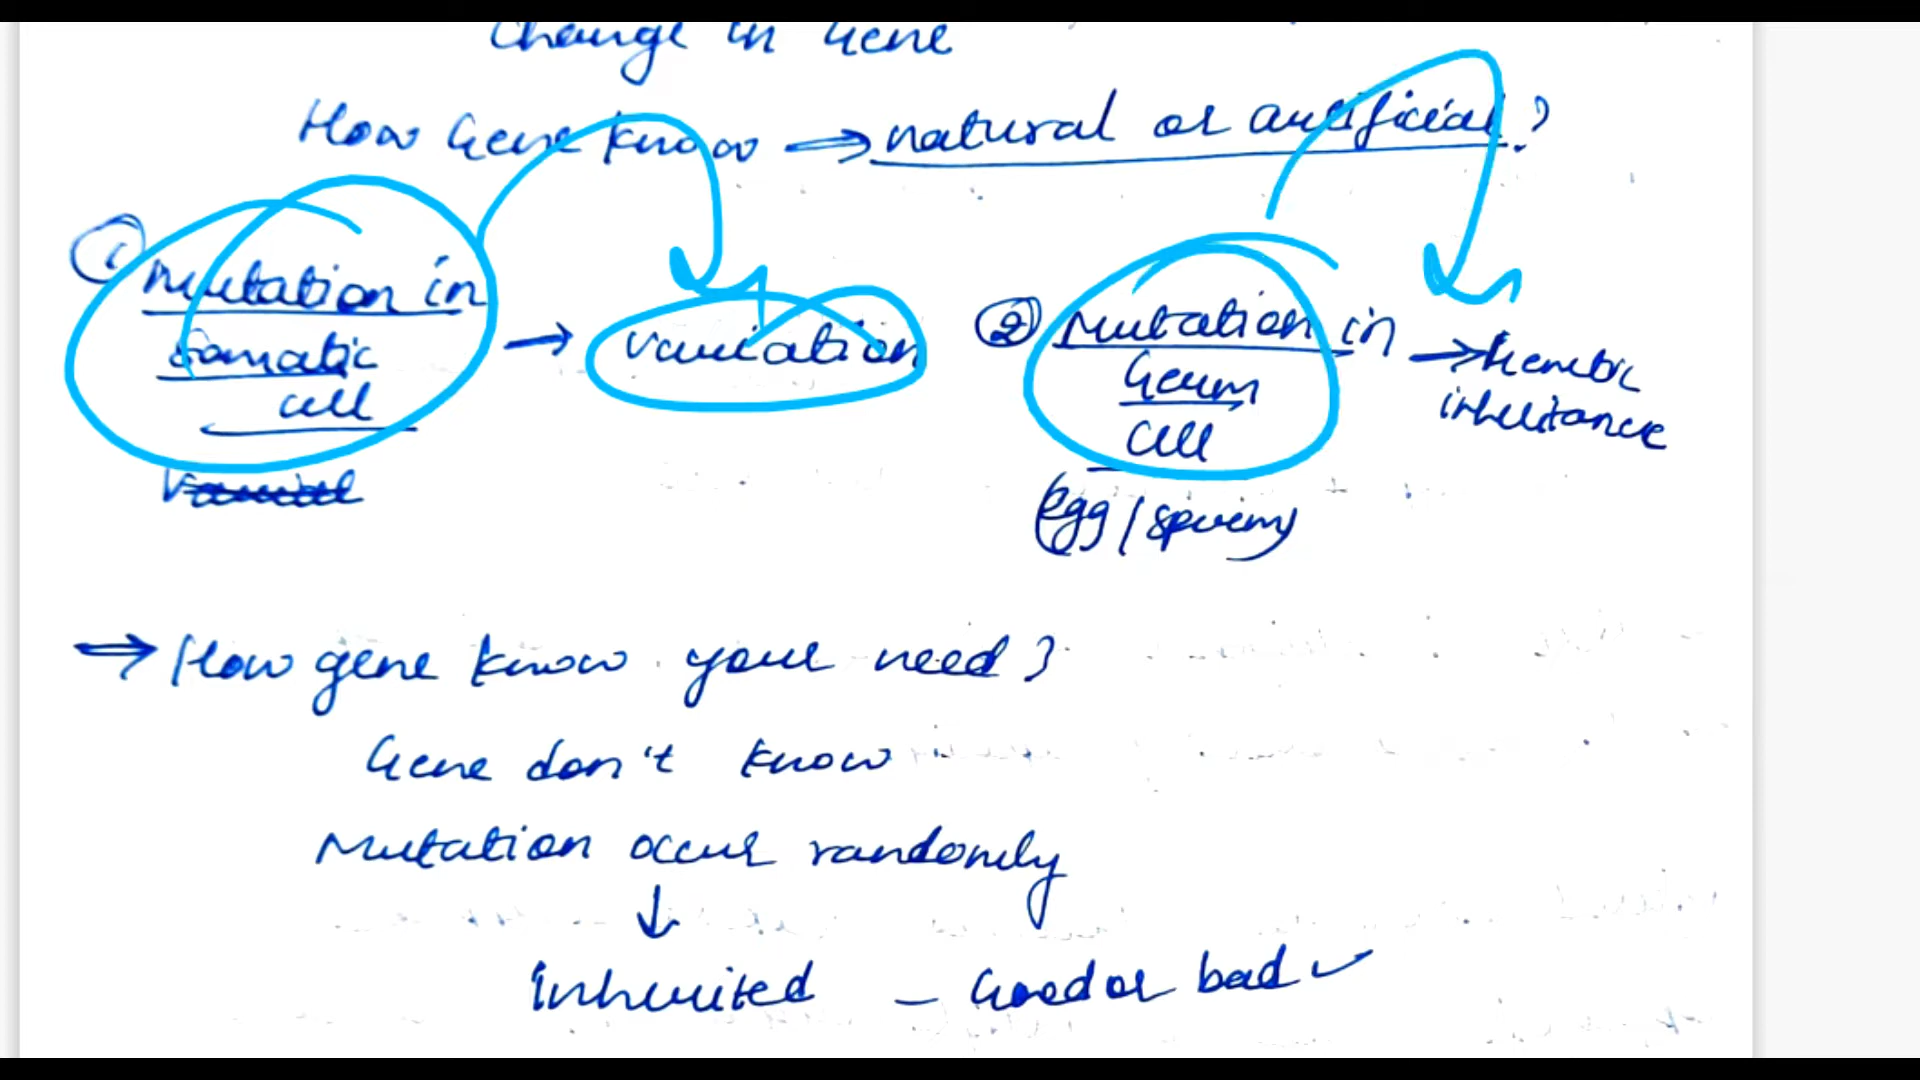 Change in Gene
How Gene know → natural or artificial?
① Mutation in somatic cell → variation
② Mutation in Germ cell → Genetic inheritance
egg / sperm
→ How gene know your need?
Gene don't know
Mutation occur randomly
↓
Inherited - Good or bad ✓